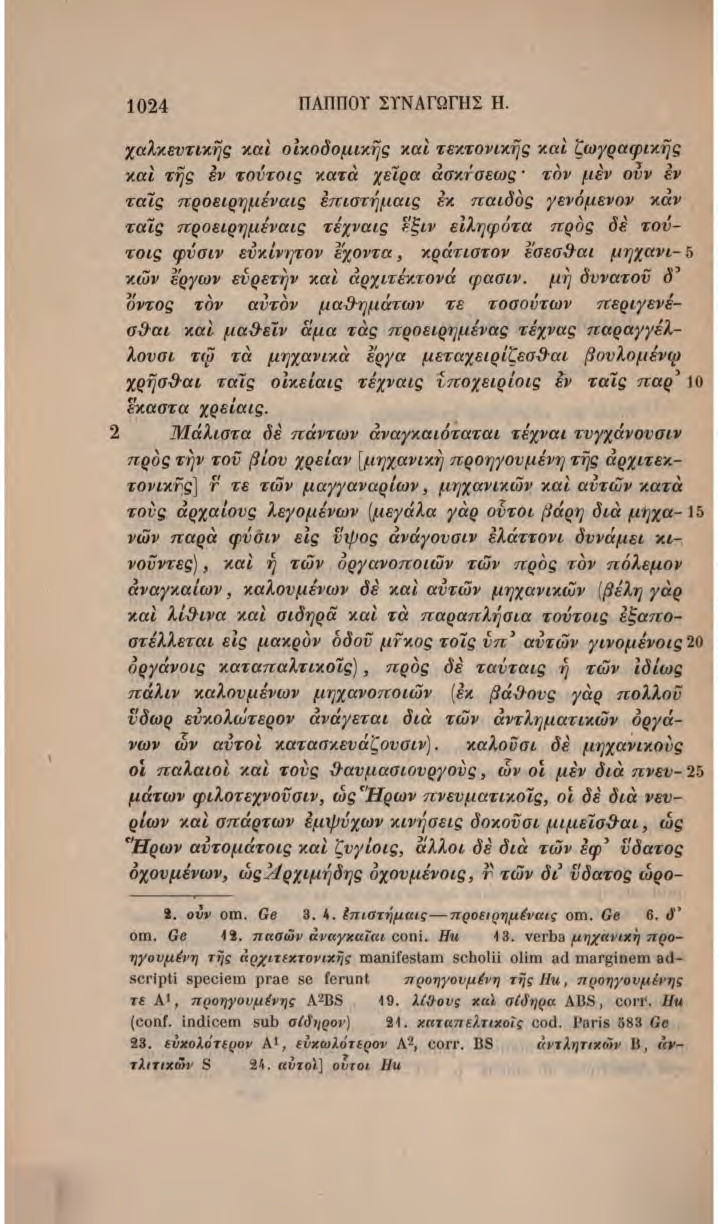 1024 ΠΑΠΠΟΥ ΣΥΝΑΓΩΓΗΣ Η.
χαλκευτικῆς καὶ οἰκοδομικῆς καὶ τεκτονικῆς καὶ ζωγραφικῆς
καὶ τῆς ἐν τούτοις κατὰ χεῖρα ἀσκήσεως· τὸν μὲν οὖν ἐν
ταῖς προειρημέναις ἐπιστήμαις ἐκ παιδὸς γενόμενον κἀν
ταῖς προειρημέναις τέχναις ἕξιν εἰληφότα πρὸς δὲ τού-
τοις φύσιν εὐκίνητον ἔχοντα, κράτιστον ἔσεσθαι μηχανι- 5
κῶν ἔργων εὑρετὴν καὶ ἀρχιτέκτονά φασιν. μὴ δυνατοῦ δ’
ὄντος τὸν αὐτὸν μαθημάτων τε τοσούτων περιγενέ-
σθαι καὶ μαθεῖν ἅμα τὰς προειρημένας τέχνας παραγγέλ-
λουσι τῷ τὰ μηχανικὰ ἔργα μεταχειρίζεσθαι βουλομένῳ
χρῆσθαι ταῖς οἰκείαις τέχναις ὑποχειρίοις ἐν ταῖς παρ’ 10
ἕκαστα χρείαις.
2 Μάλιστα δὲ πάντων ἀναγκαιόταται τέχναι τυγχάνουσιν
πρὸς τὴν τοῦ βίου χρείαν [μηχανικὴ προηγουμένη τῆς ἀρχιτεκ-
τονικῆς] ἥ τε τῶν μαγγαναρίων, μηχανικῶν καὶ αὐτῶν κατὰ
τοὺς ἀρχαίους λεγομένων (μεγάλα γὰρ οὗτοι βάρη διὰ μηχα- 15
νῶν παρὰ φύσιν εἰς ὕψος ἀνάγουσιν ἐλάττονι δυνάμει κι-
νοῦντες), καὶ ἡ τῶν ὀργανοποιῶν τῶν πρὸς τὸν πόλεμον
ἀναγκαίων, καλουμένων δὲ καὶ αὐτῶν μηχανικῶν (βέλη γὰρ
καὶ λίθινα καὶ σιδηρᾶ καὶ τὰ παραπλήσια τούτοις ἐξαπο-
στέλλεται εἰς μακρὸν ὁδοῦ μῆκος τοῖς ὑπ’ αὐτῶν γινομένοις 20
ὀργάνοις καταπαλτικοῖς), πρὸς δὲ ταύταις ἡ τῶν ἰδίως
πάλιν καλουμένων μηχανοποιῶν (ἐκ βάθους γὰρ πολλοῦ
ὕδωρ εὐκολώτερον ἀνάγεται διὰ τῶν ἀντληματικῶν ὀργά-
νων ὧν αὐτοὶ κατασκευάζουσιν). καλοῦσι δὲ μηχανικοὺς
οἱ παλαιοὶ καὶ τοὺς θαυμασιουργοὺς, ὧν οἱ μὲν διὰ πνευ- 25
μάτων φιλοτεχνοῦσιν, ὡς Ἥρων πνευματικοῖς, οἱ δὲ διὰ νευ-
ρίων καὶ σπάρτων ἐμψύχων κινήσεις δοκοῦσι μιμεῖσθαι, ὡς
Ἥρων αὐτομάτοις καὶ ζυγίοις, ἄλλοι δὲ διὰ τῶν ἐφ’ ὕδατος
ὀχουμένων, ὡς Ἀρχιμήδης ὀχουμένοις, ἢ τῶν δι’ ὕδατος ὡρο-
2. οὖν om. Ge 3. 4. ἐπιστήμαις—προειρημέναις om. Ge 6. δ’
om. Ge 12. πασῶν ἀναγκαῖαι coni. Hu 13. verba μηχανικὴ προ-
ηγουμένη τῆς ἀρχιτεκτονικῆς manifestam scholii olim ad marginem ad-
scripti speciem prae se ferunt προηγουμένη τῆς Hu, προηγουμένης
τε A¹, προηγουμένης A²BS 19. λίθους καὶ σίδηρα ABS, corr. Hu
(conf. indicem sub σίδηρον) 21. καταπελτικοῖς cod. Paris 583 Ge
23. εὐκολότερον A¹, εὐκωλότερον A², corr. BS ἀντλητικῶν B, ἀν-
τλιτικῶν S 24. αὐτοὶ] οὗτοι Hu